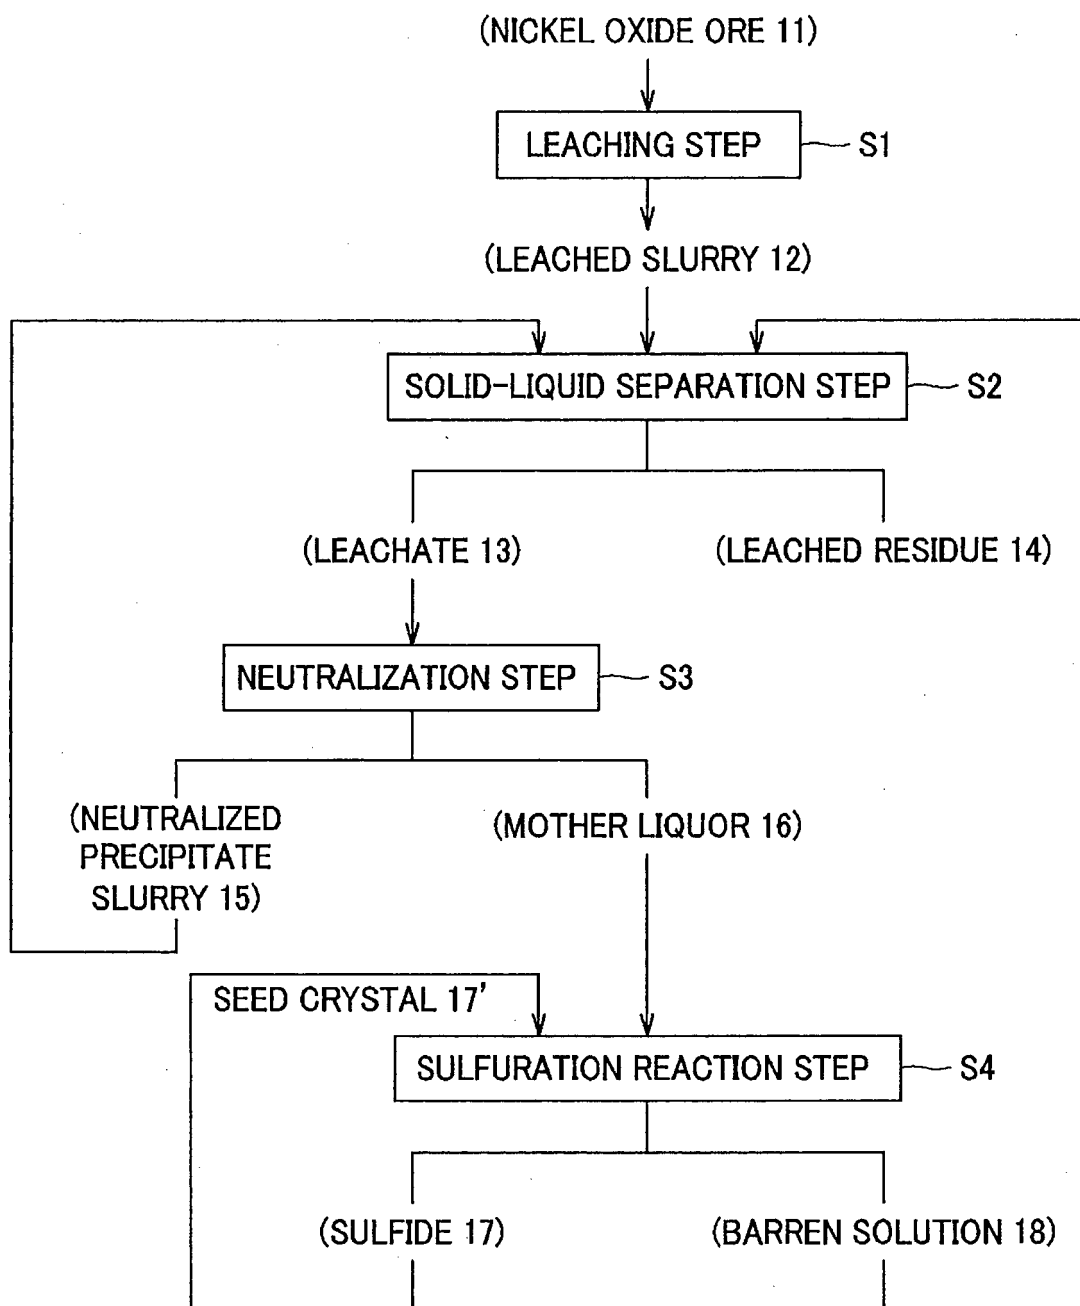 (NICKEL OXIDE ORE 11)
LEACHING STEP
S1
(LEACHED SLURRY 12)
SOLID-LIQUID SEPARATION STEP
S2
(LEACHATE 13)
(LEACHED RESIDUE 14)
NEUTRALIZATION STEP
S3
(NEUTRALIZED
PRECIPITATE
SLURRY 15)
(MOTHER LIQUOR 16)
SEED CRYSTAL 17'
SULFURATION REACTION STEP
S4
(SULFIDE 17)
(BARREN SOLUTION 18)